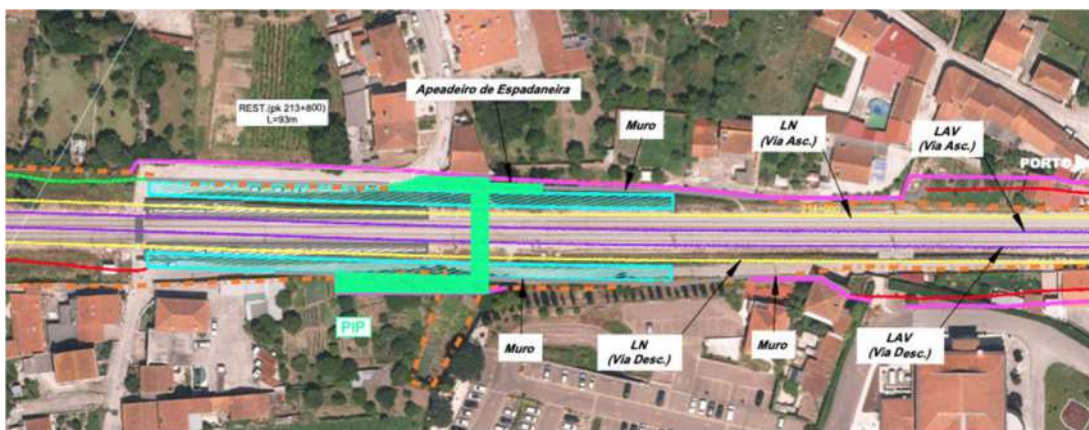 REST.(pk 213+800)
L=93m
Apeadeiro de Espadaneira
Muro
LN
(Via Asc.)
LAV
(Via Asc.)
PORTO
PIP
Muro
LN
(Via Desc.)
Muro
LAV
(Via Desc.)